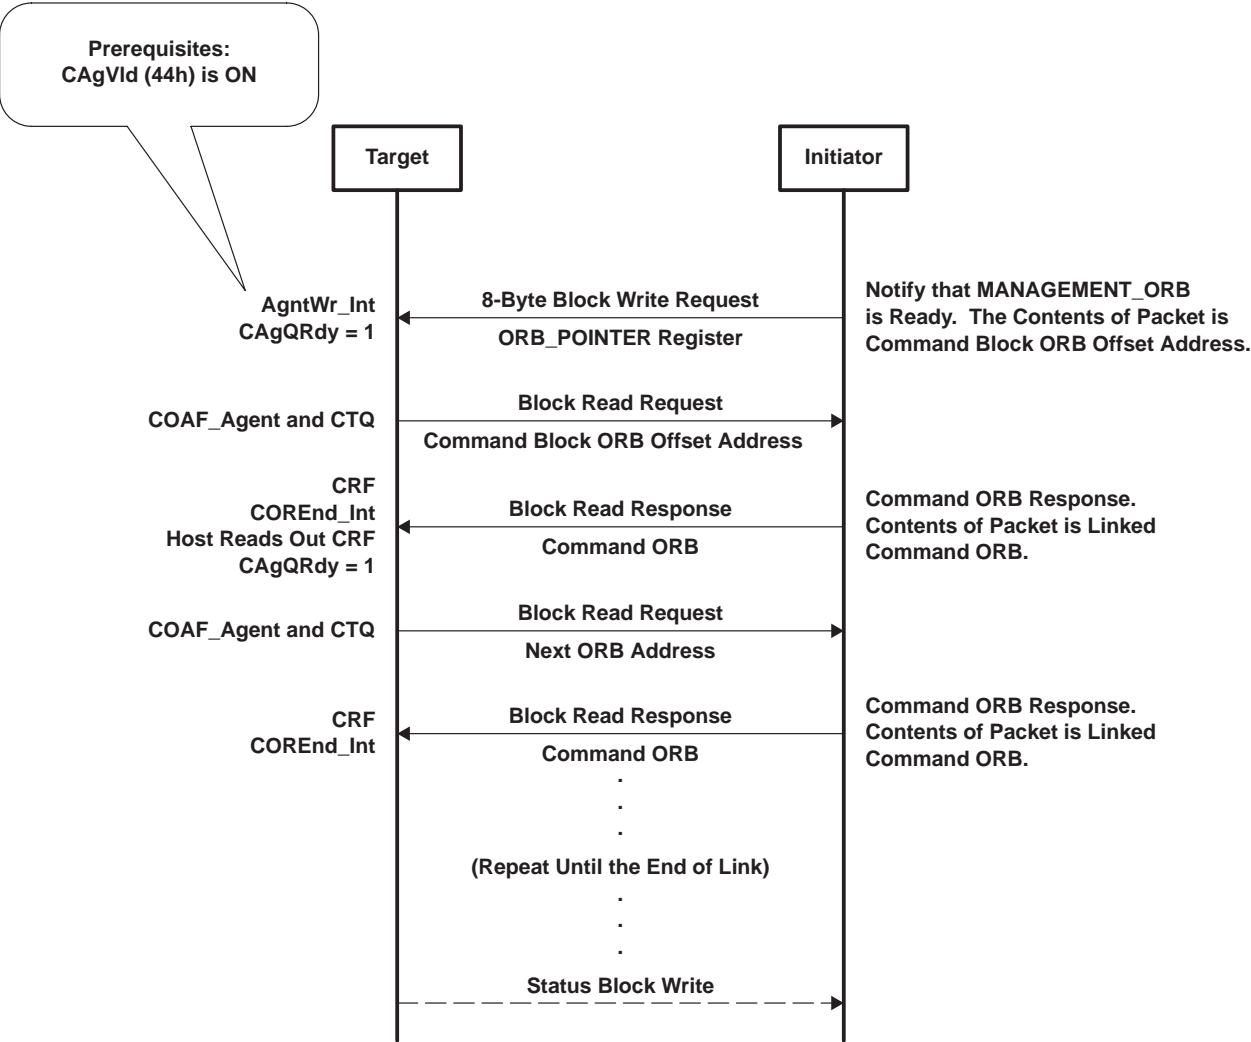 Prerequisites:
CAgVld (44h) is ON
Target
Initiator
AgntWr_Int
CAgQRdy = 1
8-Byte Block Write Request
ORB_POINTER Register
Notify that MANAGEMENT_ORB
is Ready.  The Contents of Packet is
Command Block ORB Offset Address.
COAF_Agent and CTQ
Block Read Request
Command Block ORB Offset Address
CRF
COREnd_Int
Host Reads Out CRF
CAgQRdy = 1
Block Read Response
Command ORB
Command ORB Response.
Contents of Packet is Linked
Command ORB.
COAF_Agent and CTQ
Block Read Request
Next ORB Address
CRF
COREnd_Int
Block Read Response
Command ORB
Command ORB Response.
Contents of Packet is Linked
Command ORB.
.
.
.
(Repeat Until the End of Link)
.
.
.
Status Block Write